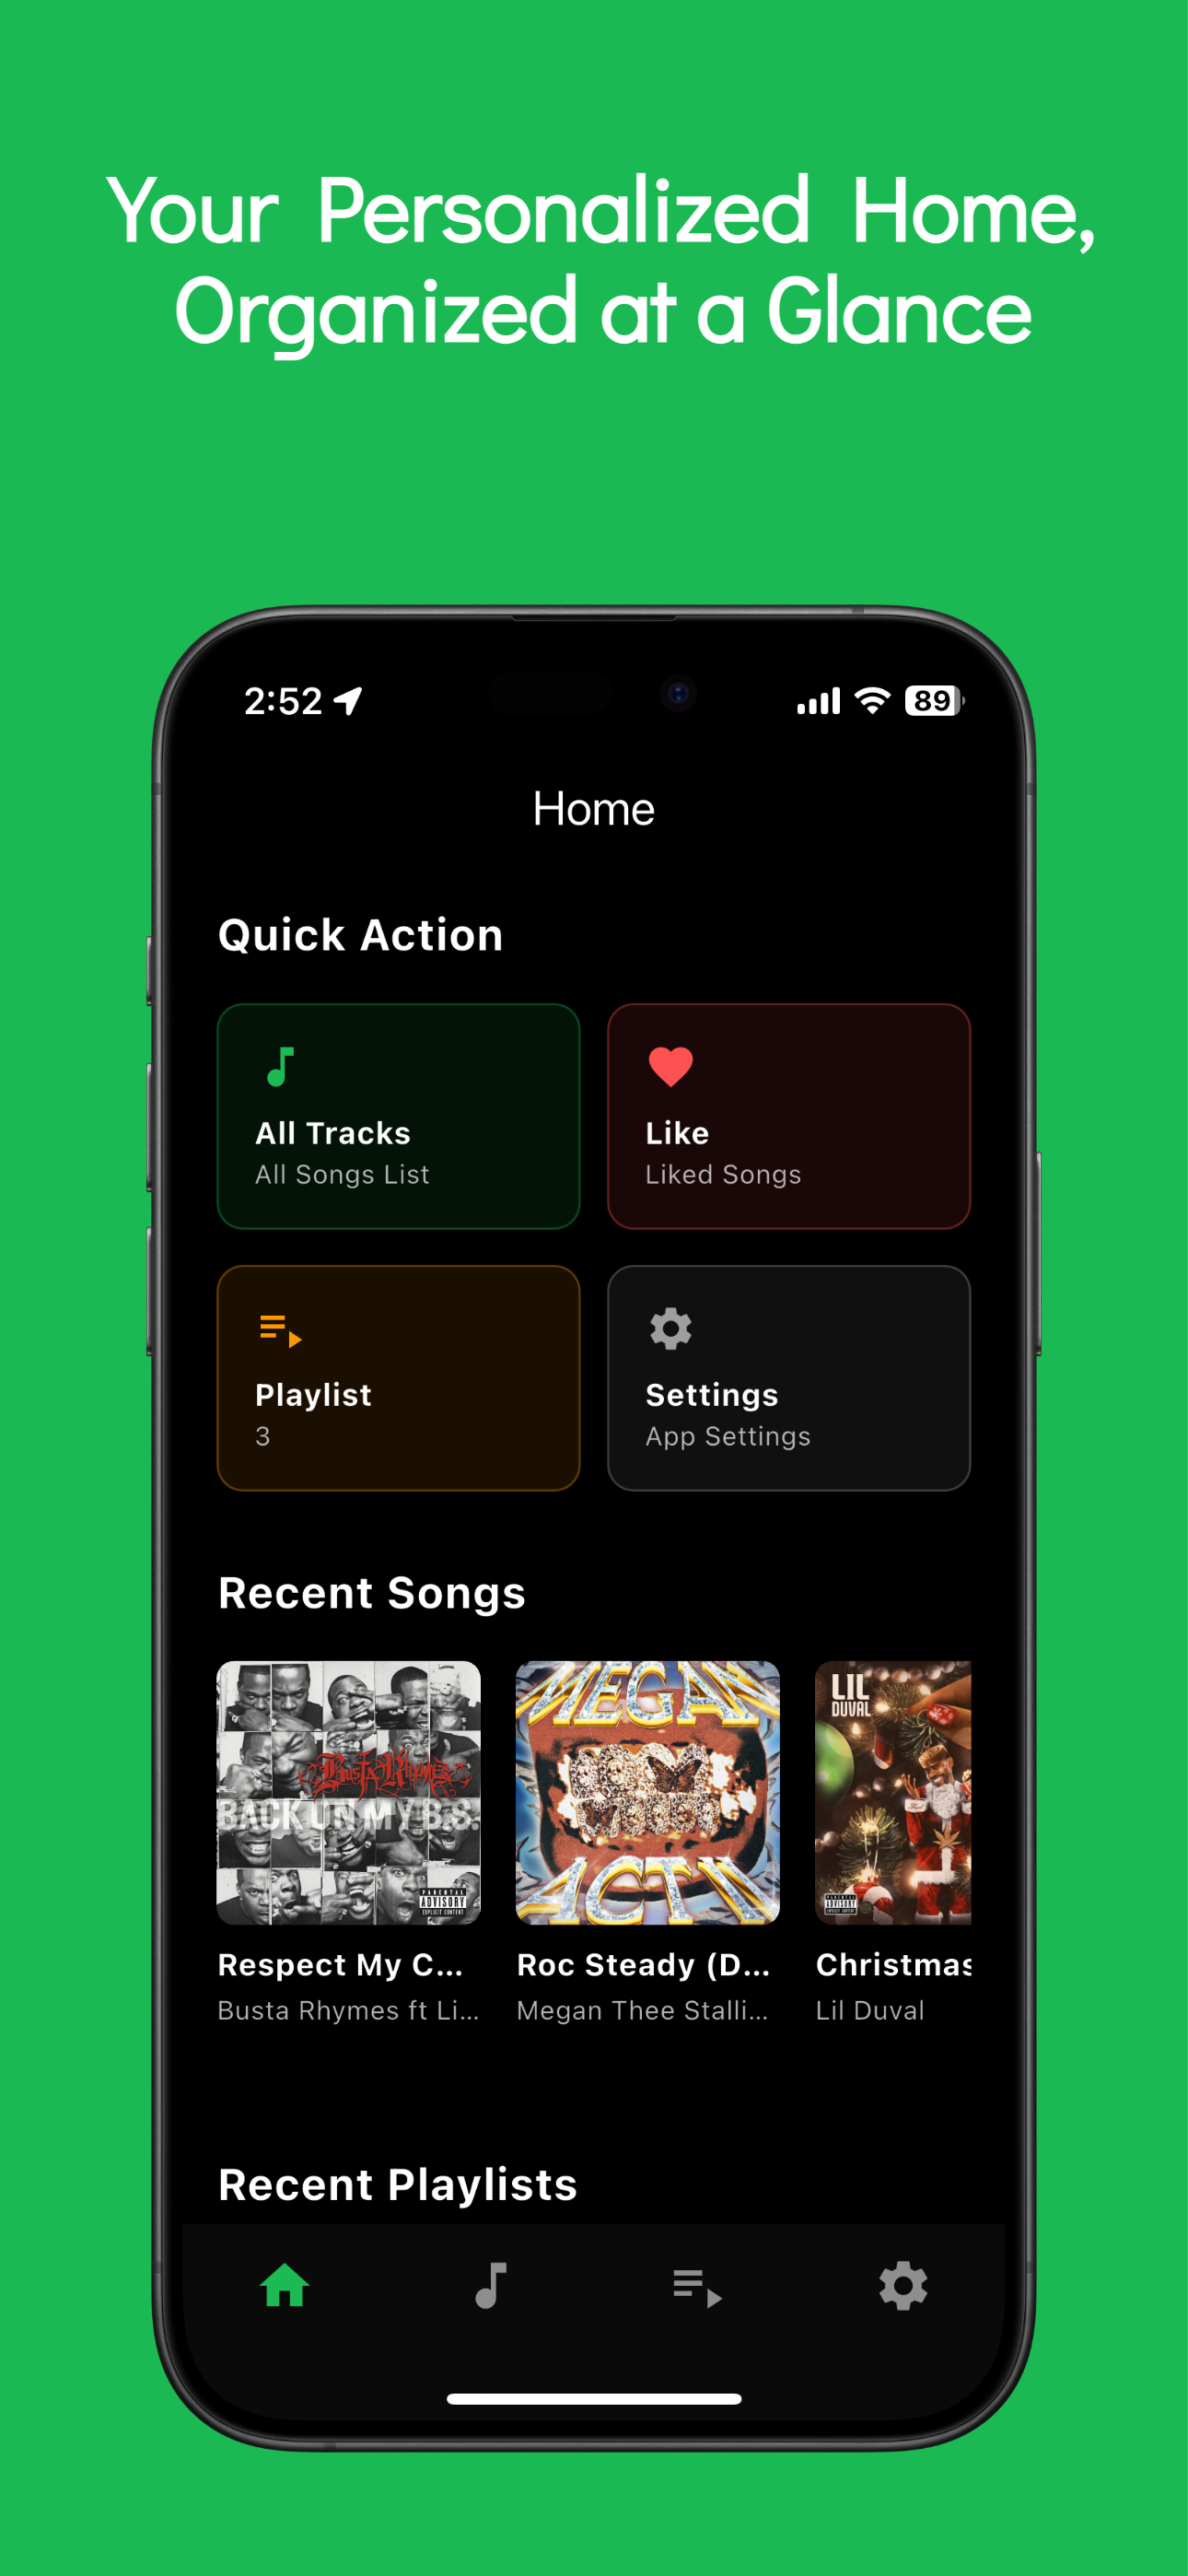 Your Personalized Home,
Organized at a Glance
2:52
89
Home
Quick Action
All Tracks
All Songs List
Like
Liked Songs
Playlist
3
Settings
App Settings
Recent Songs
Busta Rhymes
BACK ON MY B.S.
PARENTAL
ADVISORY
EXPLICIT CONTENT
MEGAN
ACT II
LIL
DUVAL
PARENTAL
ADVISORY
EXPLICIT CONTENT
Respect My C...
Roc Steady (D...
Christmas
Busta Rhymes ft Li...
Megan Thee Stalli...
Lil Duval
Recent Playlists